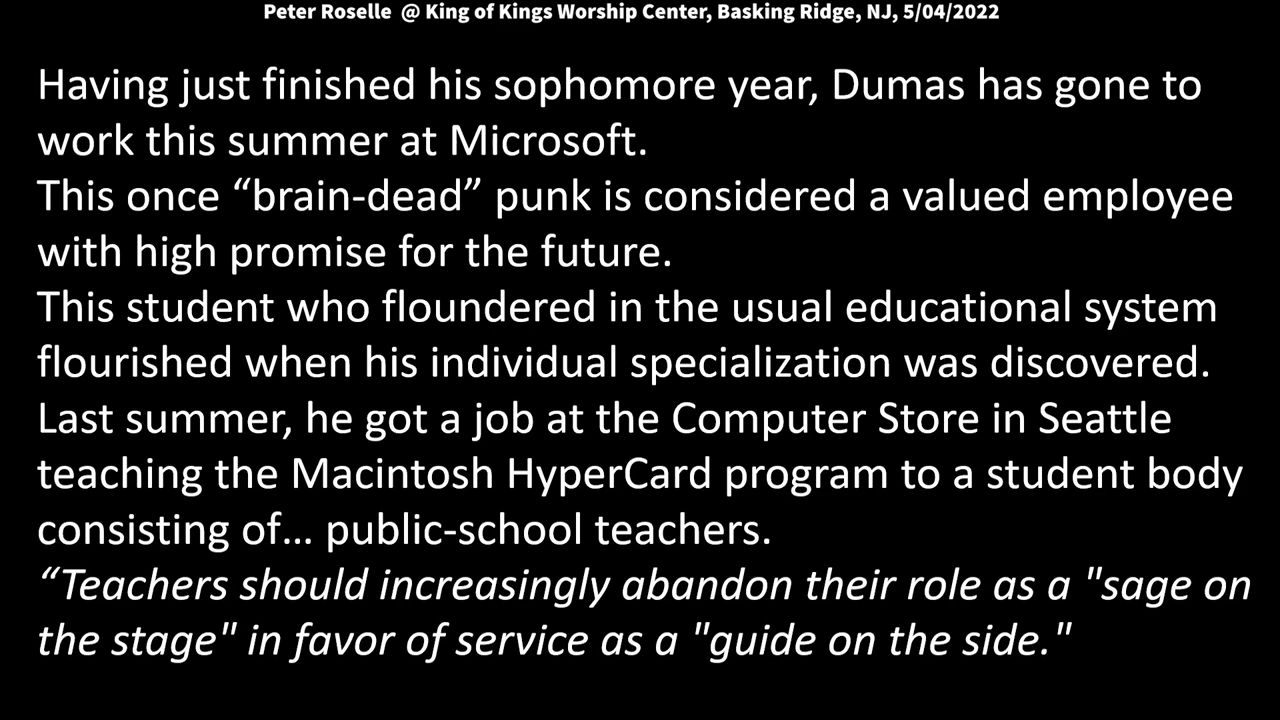 Peter Roselle @ King of Kings Worship Center, Basking Ridge, NJ, 5/04/2022
Having just finished his sophomore year, Dumas has gone to
work this summer at Microsoft.
This once “brain-dead” punk is considered a valued employee
with high promise for the future.
This student who floundered in the usual educational system
flourished when his individual specialization was discovered.
Last summer, he got a job at the Computer Store in Seattle
teaching the Macintosh HyperCard program to a student body
consisting of… public-school teachers.
“Teachers should increasingly abandon their role as a "sage on
the stage" in favor of service as a "guide on the side."